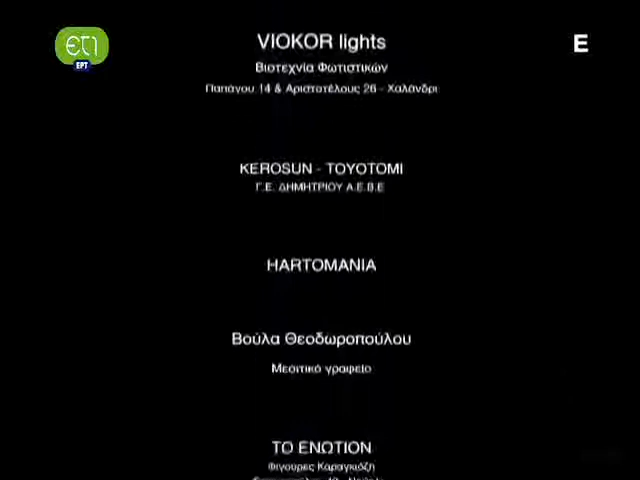 ετ1
ΕΡΤ
E
VIOKOR lights
Βιοτεχνία Φωτιστικών
Παπάγου 14 & Αριστοτέλους 26 - Χαλάνδρι
KEROSUN - TOYOTOMI
Γ.Ε. ΔΗΜΗΤΡΙΟΥ Α.Ε.Β.Ε
HARTOMANIA
Βούλα Θεοδωροπούλου
Μεσιτικό γραφείο
ΤΟ ΕΝΩΤΙΟΝ
Φιγούρες Καραγκιόζη